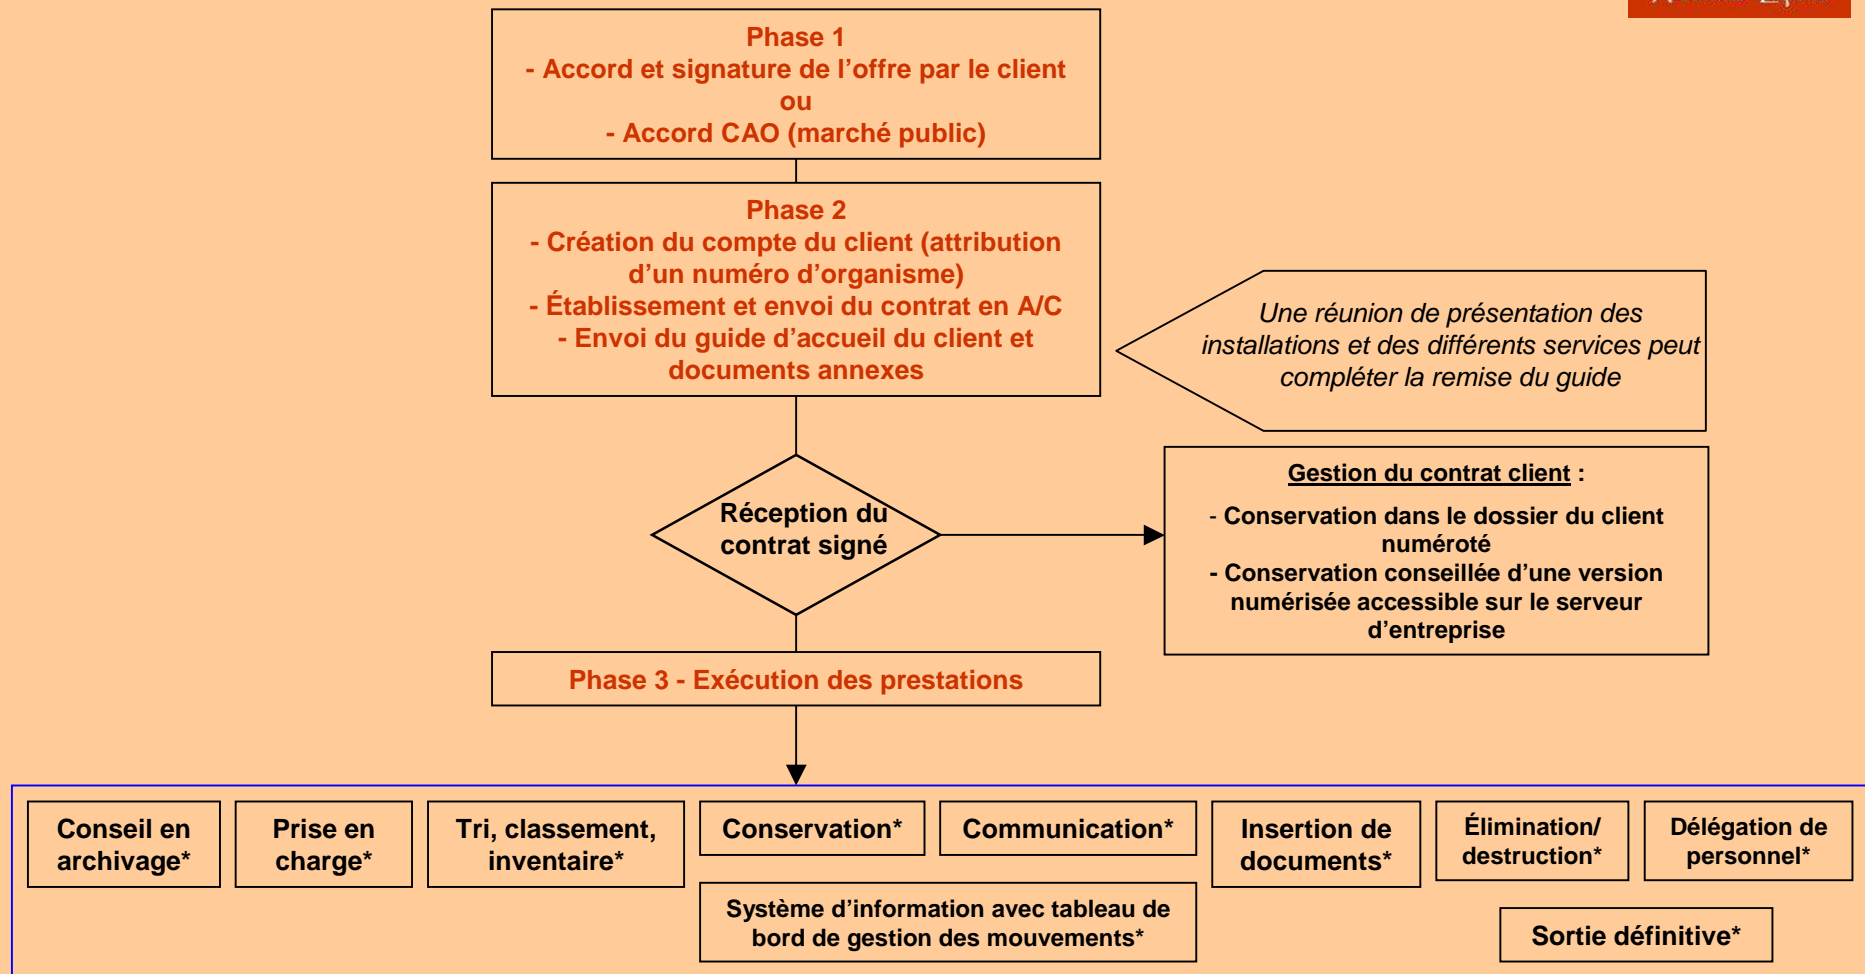 Phase 1
- Accord et signature de l’offre par le client
ou
- Accord CAO (marché public)
Phase 2
- Création du compte du client (attribution
d’un numéro d’organisme)
- Établissement et envoi du contrat en A/C
- Envoi du guide d’accueil du client et
documents annexes
Une réunion de présentation des
installations et des différents services peut
compléter la remise du guide
Réception du
contrat signé
Gestion du contrat client :
- Conservation dans le dossier du client
numéroté
- Conservation conseillée d’une version
numérisée accessible sur le serveur
d’entreprise
Phase 3 - Exécution des prestations
Conseil en
archivage*
Prise en
charge*
Tri, classement,
inventaire*
Conservation*
Communication*
Insertion de
documents*
Élimination/
destruction*
Délégation de
personnel*
Système d’information avec tableau de
bord de gestion des mouvements*
Sortie définitive*